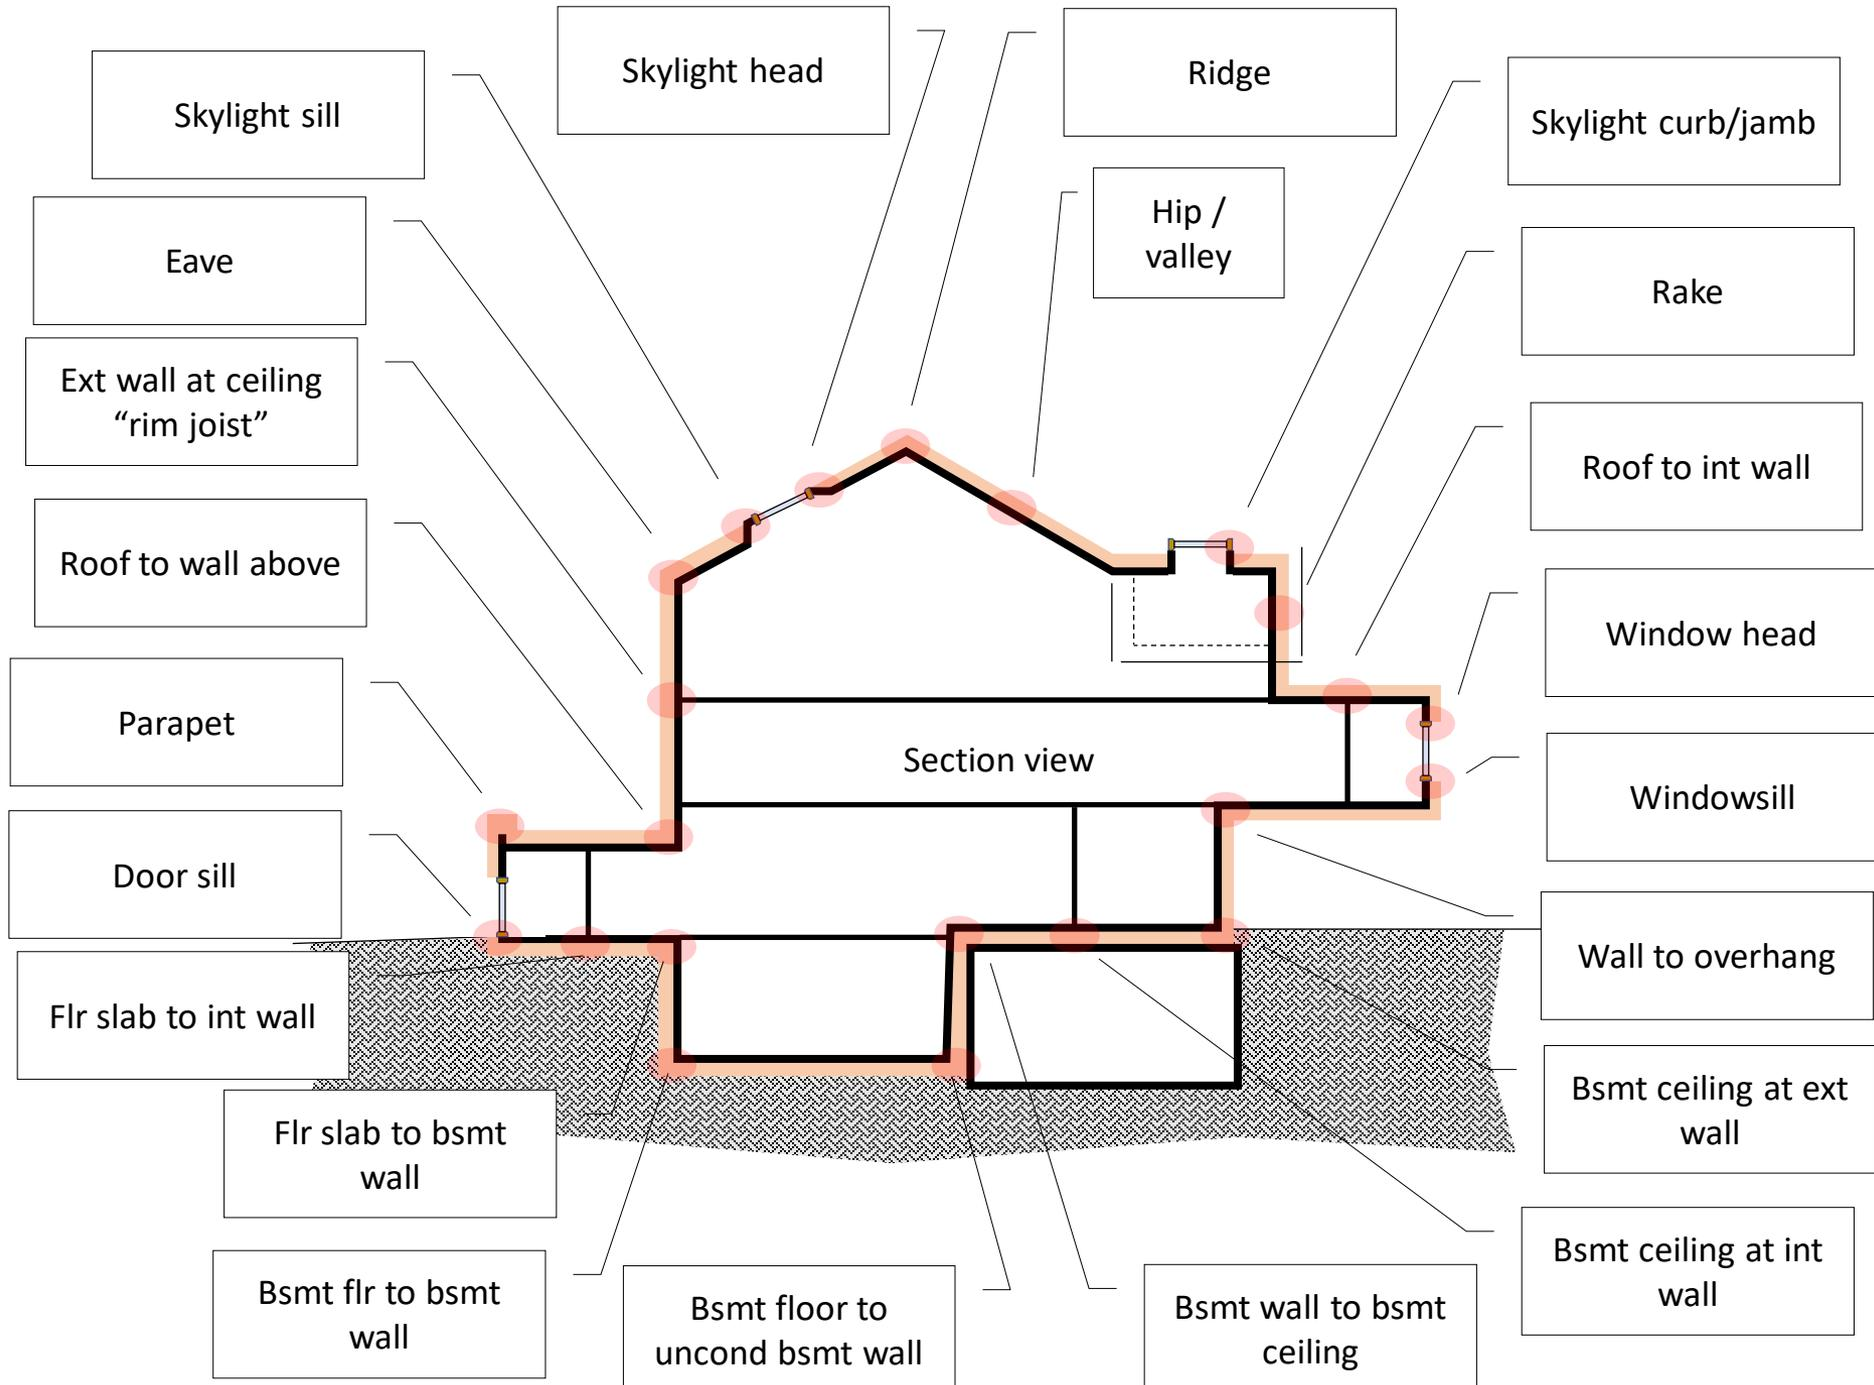 Skylight head
Ridge
Skylight sill
Skylight curb/jamb
Hip /
valley
Eave
Rake
Ext wall at ceiling
“rim joist”
Roof to int wall
Roof to wall above
Window head
Parapet
Section view
Windowsill
Door sill
Wall to overhang
Flr slab to int wall
Bsmt ceiling at ext
wall
Flr slab to bsmt
wall
Bsmt ceiling at int
wall
Bsmt flr to bsmt
wall
Bsmt floor to
uncond bsmt wall
Bsmt wall to bsmt
ceiling